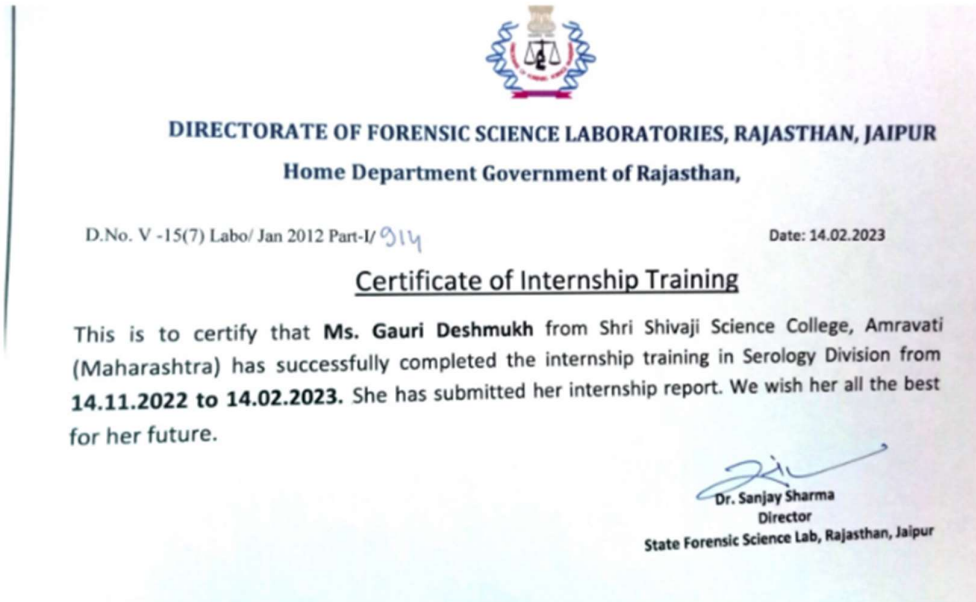 DIRECTORATE OF FORENSIC SCIENCE LABORATORIES, RAJASTHAN, JAIPUR
Home Department Government of Rajasthan,
D.No. V -15(7) Labo/ Jan 2012 Part-I/ 914
Date: 14.02.2023
Certificate of Internship Training
This is to certify that Ms. Gauri Deshmukh from Shri Shivaji Science College, Amravati
(Maharashtra) has successfully completed the internship training in Serology Division from
14.11.2022 to 14.02.2023. She has submitted her internship report. We wish her all the best
for her future.
Dr. Sanjay Sharma
Director
State Forensic Science Lab, Rajasthan, Jaipur